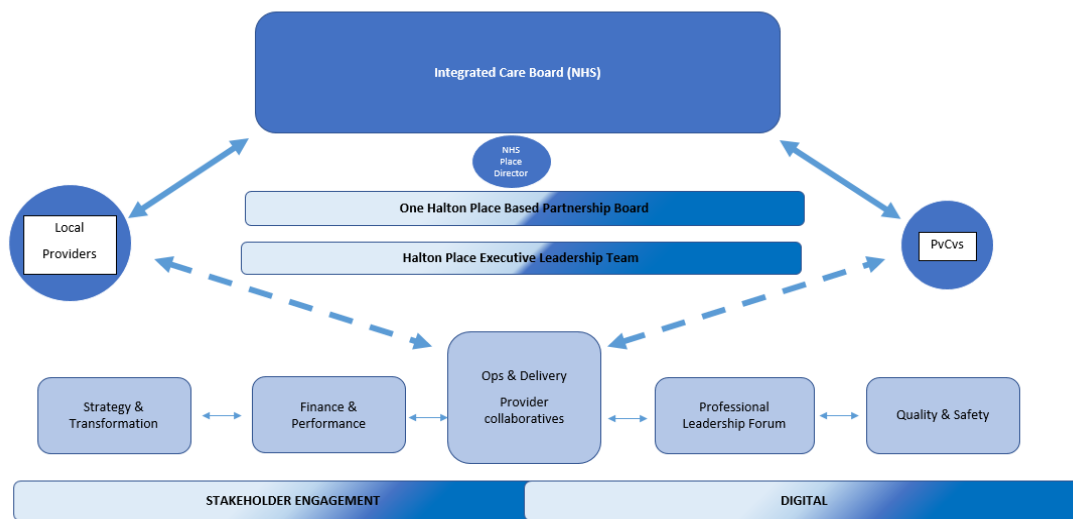 Integrated Care Board (NHS)
NHS
Place
Director
One Halton Place Based Partnership Board
Local
Providers
PvCvs
Halton Place Executive Leadership Team
Ops & Delivery
Provider
collaboratives
Strategy &
Transformation
Finance &
Performance
Professional
Leadership Forum
Quality & Safety
STAKEHOLDER ENGAGEMENT
DIGITAL